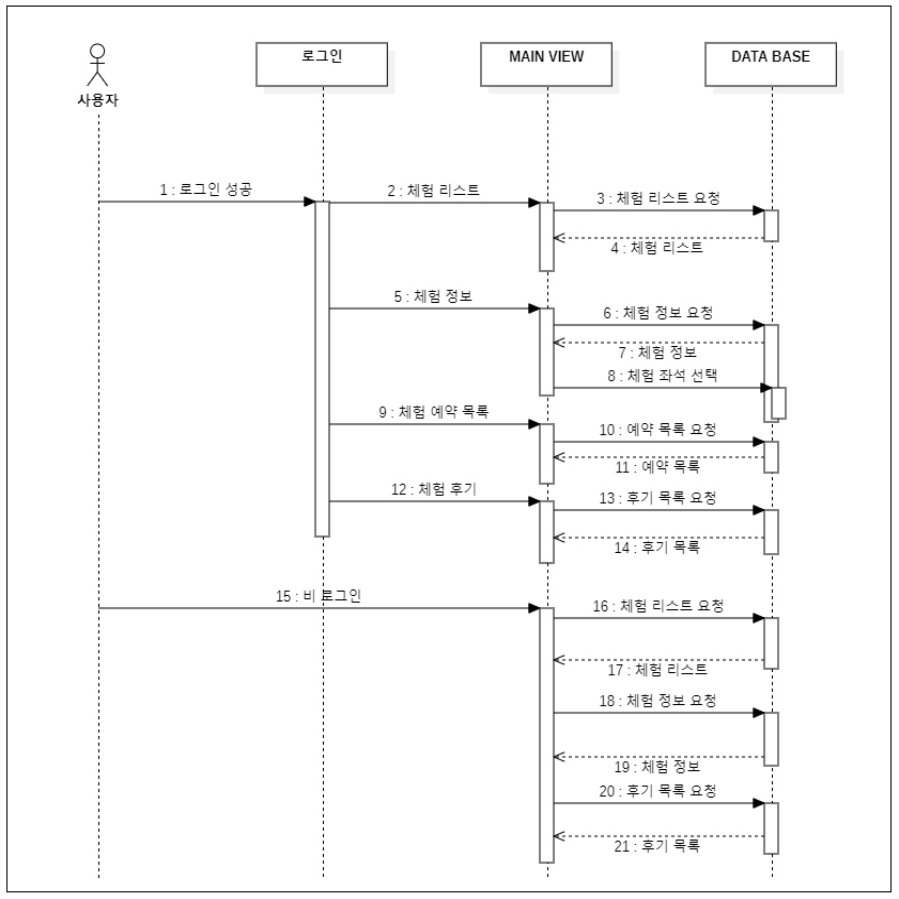 사용자
로그인
MAIN VIEW
DATA BASE
1 : 로그인 성공
2 : 체험 리스트
3 : 체험 리스트 요청
4 : 체험 리스트
5 : 체험 정보
6 : 체험 정보 요청
7 : 체험 정보
8 : 체험 좌석 선택
9 : 체험 예약 목록
10 : 예약 목록 요청
11 : 예약 목록
12 : 체험 후기
13 : 후기 목록 요청
14 : 후기 목록
15 : 비 로그인
16 : 체험 리스트 요청
17 : 체험 리스트
18 : 체험 정보 요청
19 : 체험 정보
20 : 후기 목록 요청
21 : 후기 목록